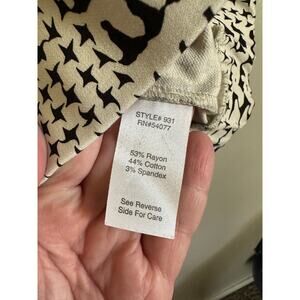 STYLE# 931
RN#54077
53% Rayon
44% Cotton
3% Spandex
See Reverse
Side For Care